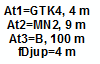 At1=GTK4, 4 m
At2=MN2, 9 m
At3=B, 100 m
fDjup=4 m